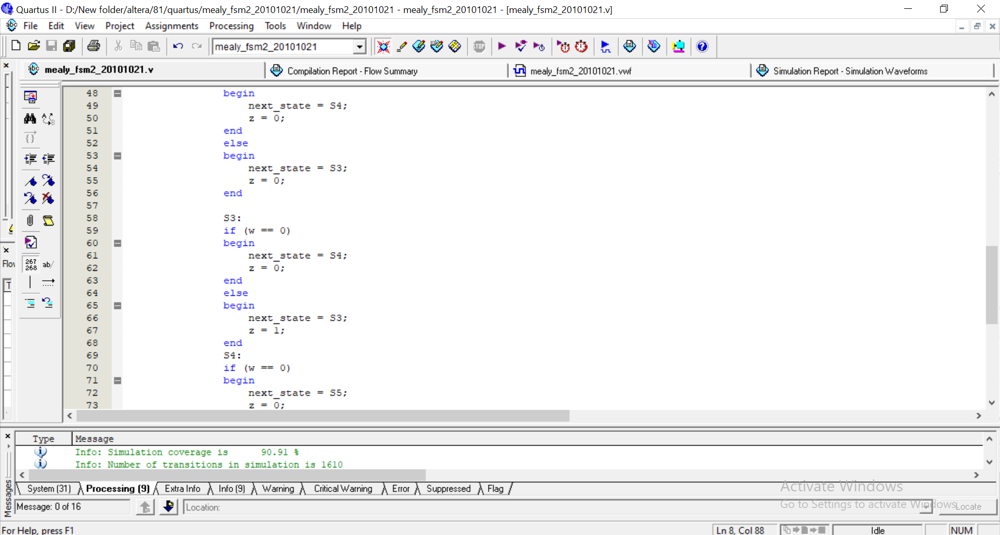 Quartus II - D:/New folder/altera/81/quartus/mealy_fsm2_20101021/mealy_fsm2_20101021 - mealy_fsm2_20101021 - [mealy_fsm2_20101021.v]
File Edit View Project Assignments Processing Tools Window Help
mealy_fsm2_20101021
STOP
mealy_fsm2_20101021.v
Compilation Report - Flow Summary
mealy_fsm2_20101021.vwf
Simulation Report - Simulation Waveforms
48 begin
49 next_state = S4;
50 z = 0;
51 end
52 else
53 begin
54 next_state = S3;
55 z = 0;
56 end
57
58 S3:
59 if (w == 0)
60 begin
61 next_state = S4;
62 z = 0;
63 end
64 else
65 begin
66 next_state = S3;
67 z = 1;
68 end
69 S4:
70 if (w == 0)
71 begin
72 next_state = S5;
73 z = 0;
267
268
ab/
Flow
T
Type Message
Info: Simulation coverage is 90.91 %
Info: Number of transitions in simulation is 1610
System (31) Processing (9) Extra Info Info (9) Warning Critical Warning Error Suppressed Flag
Messages
Message: 0 of 16
Location:
Locate
Activate Windows
Go to Settings to activate Windows.
For Help, press F1
Ln 8, Col 88
Idle
NUM